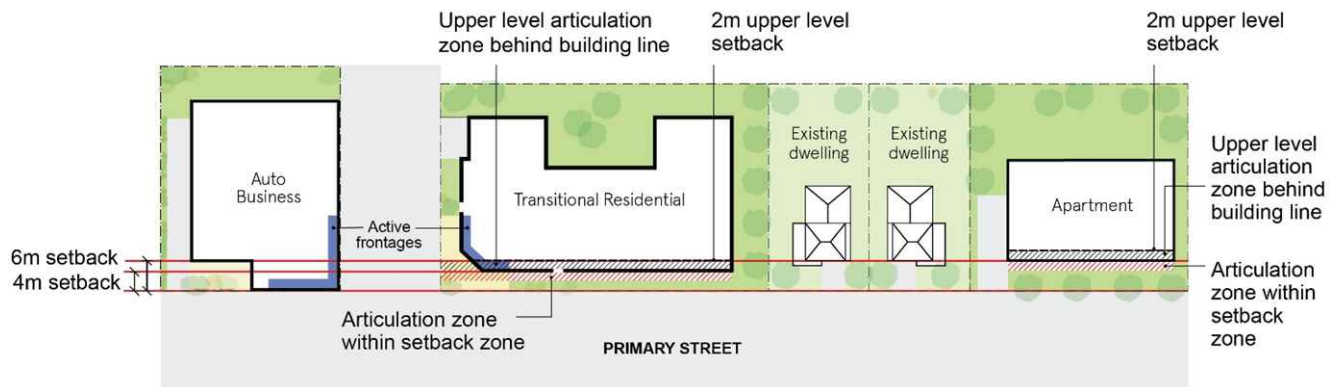 Upper level articulation
zone behind building line
2m upper level
setback
2m upper level
setback
Auto
Business
Active
frontages
Transitional Residential
Existing
dwelling
Existing
dwelling
Apartment
Upper level
articulation
zone behind
building line
6m setback
4m setback
Articulation zone
within setback zone
Articulation
zone within
setback
zone
PRIMARY STREET